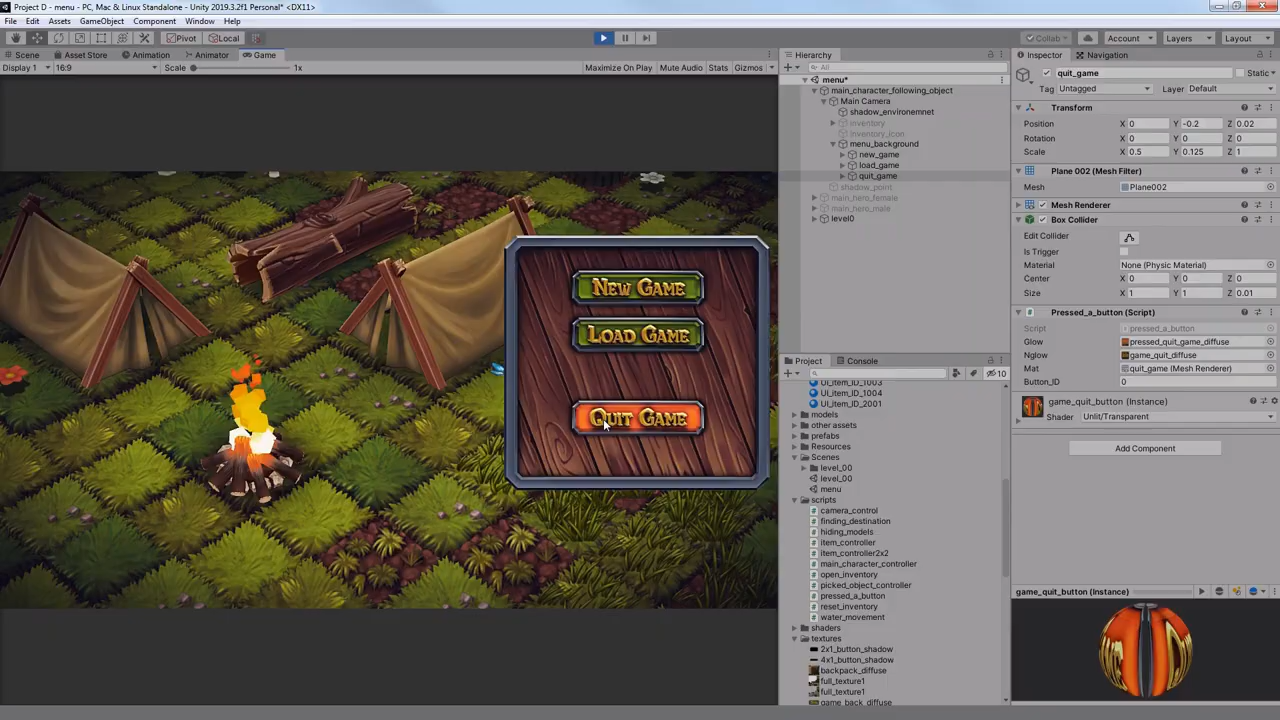 Project D - menu - PC, Mac & Linux Standalone - Unity 2019.3.2f1 Personal* <DX11>
File Edit Assets GameObject Component Window Help
Pivot Local Collab Account Layers Layout
Scene Asset Store Animation Animator Game
Display 1 16:9 Scale 1x Maximize On Play Mute Audio Stats Gizmos
New Game
Load Game
Quit Game
Hierarchy
All
menu*
main_character_following_object
Main Camera
shadow_environemnet
inventory
inventory_icon
menu_background
new_game
load_game
quit_game
shadow_point
main_hero_female
main_hero_male
level0
Project Console
10
UI_item_ID_1003
UI_item_ID_1004
UI_item_ID_2001
models
other assets
prefabs
Resources
Scenes
level_00
level_00
menu
scripts
camera_control
finding_destination
hiding_models
item_controller
item_controller2x2
main_character_controller
open_inventory
picked_object_controller
pressed_a_button
reset_inventory
water_movement
shaders
textures
2x1_button_shadow
4x1_button_shadow
backpack_diffuse
full_texture1
full_texture1
game_back_diffuse
Inspector Navigation
quit_game Static
Tag Untagged Layer Default
Transform
Position X 0 Y -0.2 Z 0.02
Rotation X 0 Y 0 Z 0
Scale X 0.5 Y 0.125 Z 1
Plane 002 (Mesh Filter)
Mesh Plane002
Mesh Renderer
Box Collider
Edit Collider
Is Trigger
Material None (Physic Material)
Center X 0 Y 0 Z 0
Size X 1 Y 1 Z 0.01
Pressed_a_button (Script)
Script pressed_a_button
Glow pressed_quit_game_diffuse
Nglow game_quit_diffuse
Mat quit_game (Mesh Renderer)
Button_ID 0
game_quit_button (Instance)
Shader Unlit/Transparent
Add Component
game_quit_button (Instance)